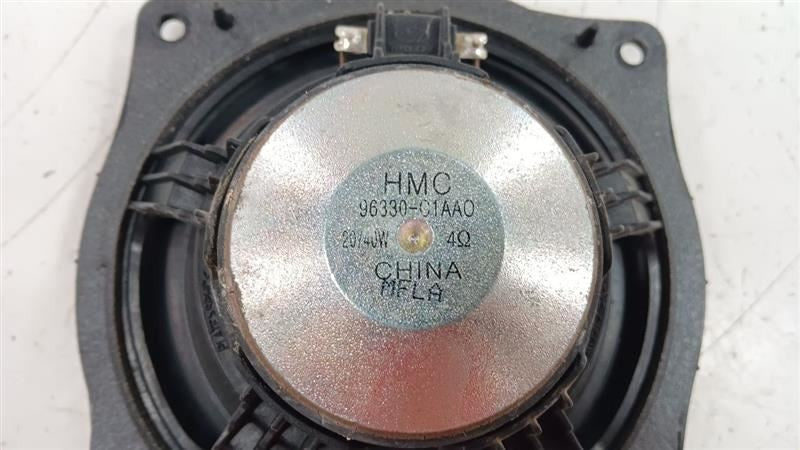 HMC
96330-C1AA0
20/40W 4Ω
CHINA
MFLA